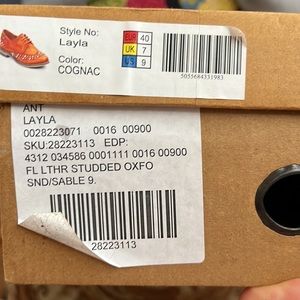 Style No:
Layla
Color:
COGNAC
EUR 40
UK 7
US 9
5055684331983
ANT
LAYLA
0028223071 0016 00900
SKU:28223113 EDP:
4312 034586 0001111 0016 00900
FL LTHR STUDDED OXFO
SND/SABLE 9.
28223113